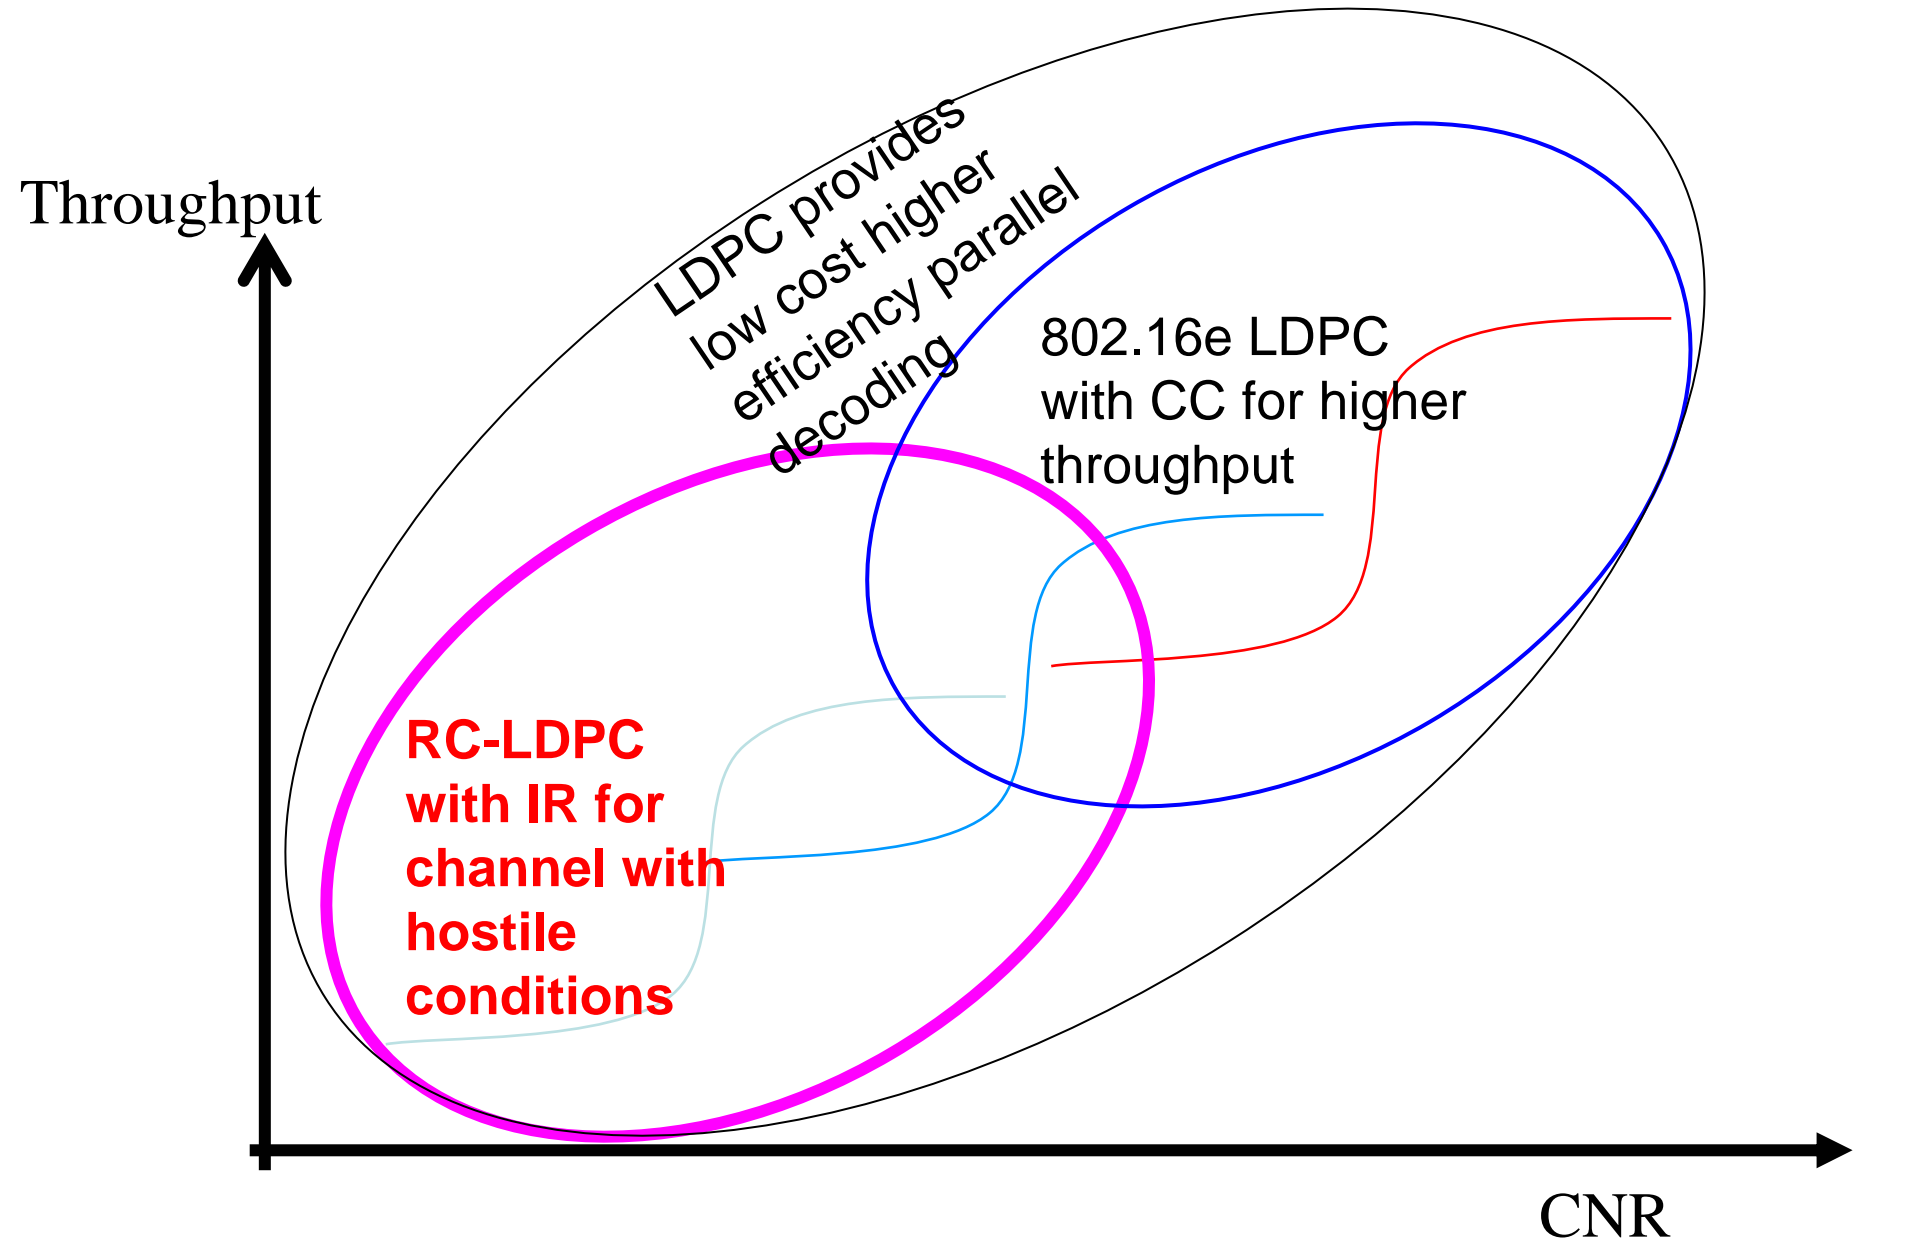 Throughput
LDPC provides
low cost higher
efficiency parallel
decoding
802.16e LDPC
with CC for higher
throughput
RC-LDPC
with IR for
channel with
hostile
conditions
CNR